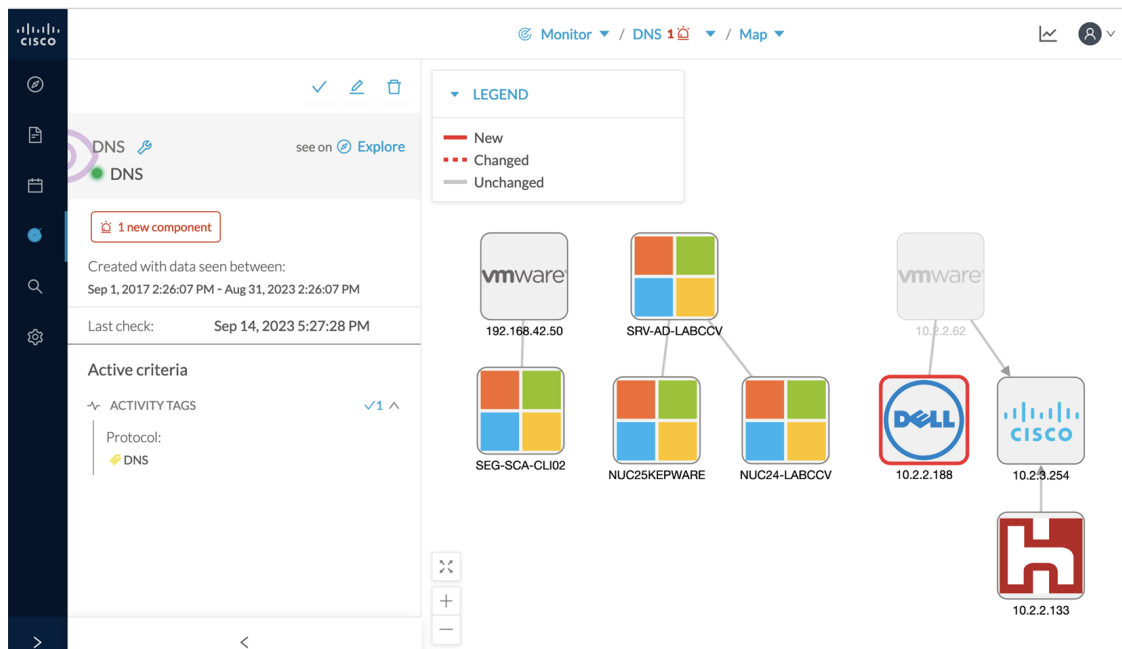 CISCO
Monitor / DNS 1 / Map
DNS
see on Explore
DNS
1 new component
Created with data seen between:
Sep 1, 2017 2:26:07 PM - Aug 31, 2023 2:26:07 PM
Last check: Sep 14, 2023 5:27:28 PM
Active criteria
ACTIVITY TAGS
1
Protocol:
DNS
LEGEND
New
Changed
Unchanged
vmware
192.168.42.50
SRV-AD-LABCCV
vmware
10.2.2.62
SEG-SCA-CLI02
NUC25KEPWARE
NUC24-LABCCV
DELL
10.2.2.188
CISCO
10.2.3.254
h
10.2.2.133